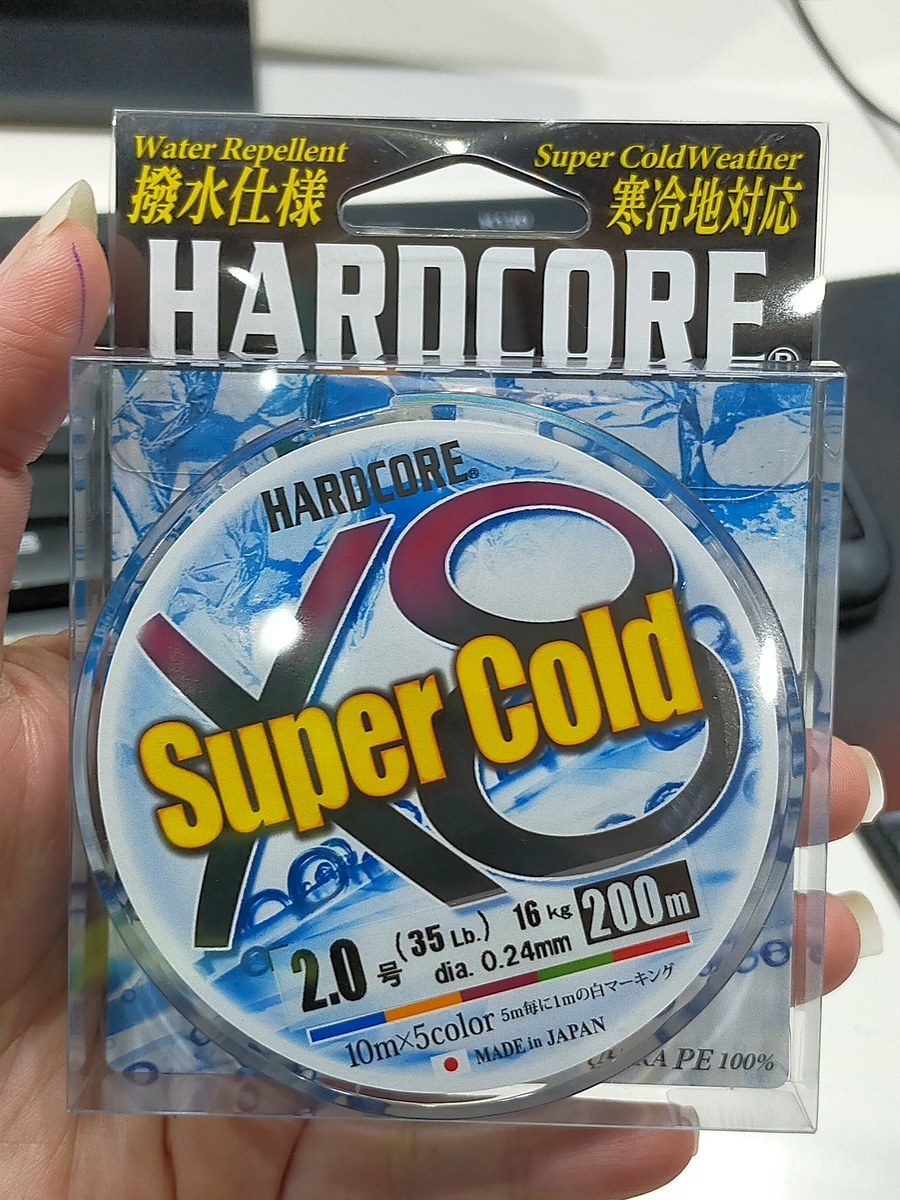 Water Repellent
撥水仕様
Super ColdWeather
寒冷地対応
HARDCORE®
HARDCORE®
X8
Super Cold
2.0号 (35 Lb.) 16kg 200m
dia. 0.24mm
10m×5color 5m毎に1mの白マーキング
MADE in JAPAN
PE 100%